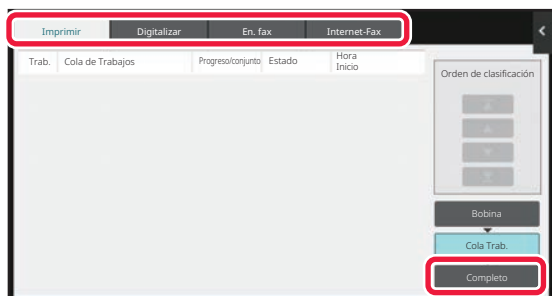 Imprimir Digitalizar En. fax Internet-Fax
Trab. Cola de Trabajos Progreso/conjunto Estado Hora
Inicio
Orden de clasificación
Bobina
Cola Trab.
Completo